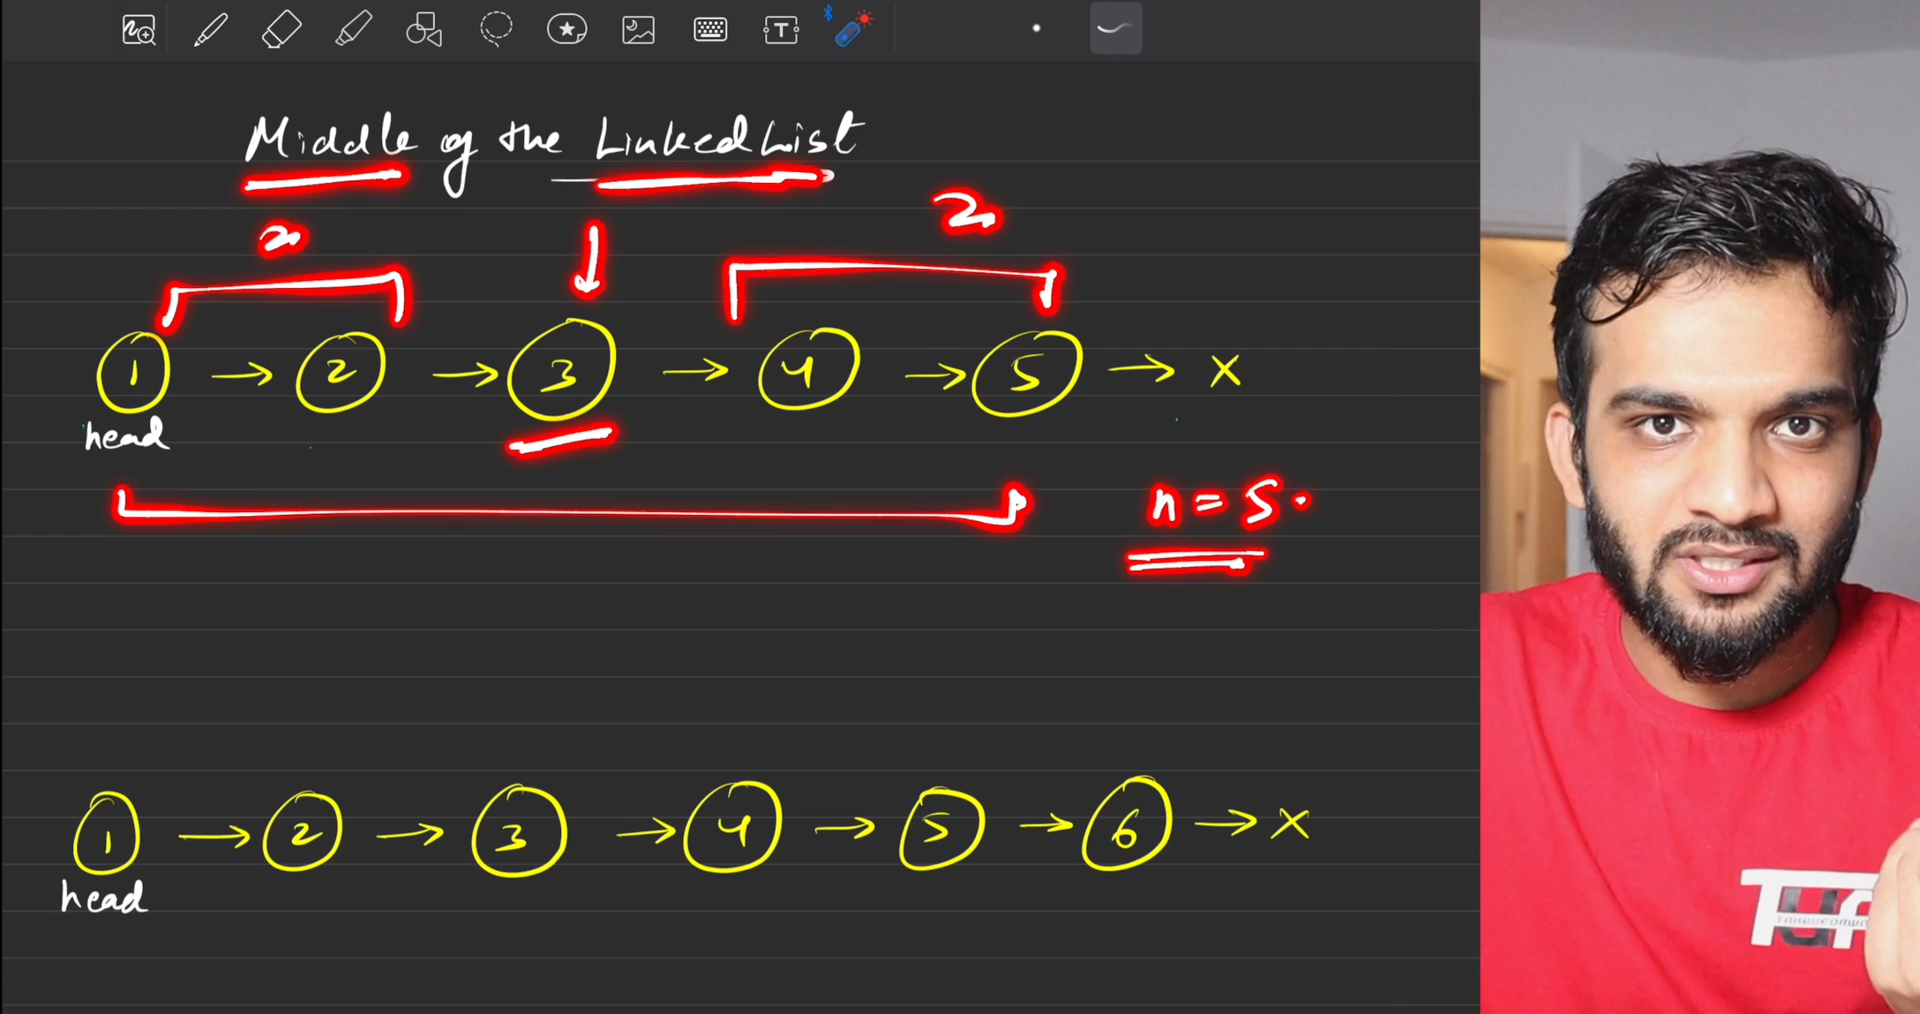 Middle of the LinkedList
2 2
1 → 2 → 3 → 4 → 5 → x
head
n = 5
1 → 2 → 3 → 4 → 5 → 6 → x
head
T
TUF